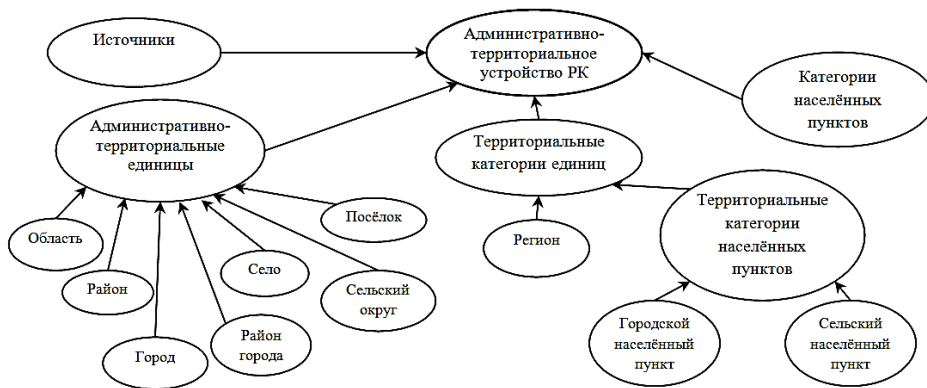 Источники
Административно-
территориальное
устройство РК
Категории
населённых
пунктов
Административно-
территориальные
единицы
Территориальные
категории единиц
Территориальные
категории
населённых
пунктов
Область
Район
Город
Район
города
Село
Сельский
округ
Посёлок
Регион
Городской
населённый
пункт
Сельский
населённый
пункт